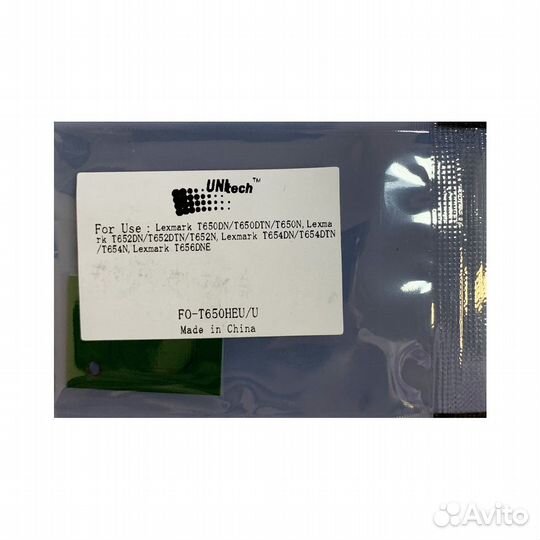 UNItech™
For Use : Lexmark T650DN/T650DTN/T650N, Lexma
rk T652DN/T652DTN/T652N, Lexmark T654DN/T654DTN
/T654N, Lexmark T656DNE
FO-T650HEU/U
Made in China
Avito